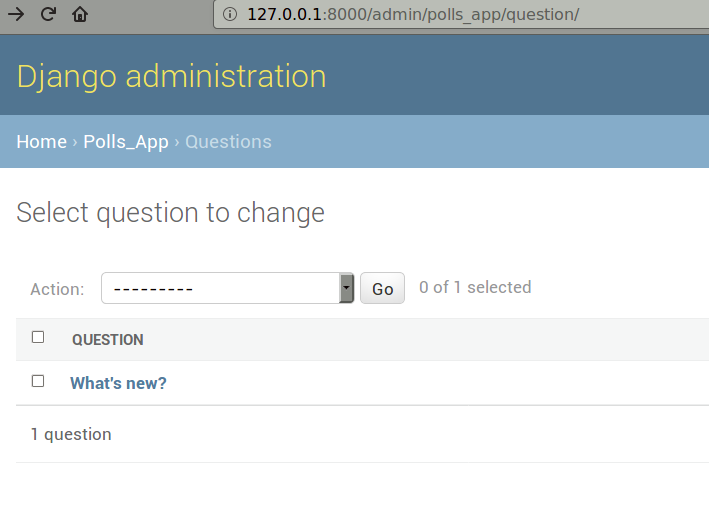 127.0.0.1:8000/admin/polls_app/question/
Django administration
Home › Polls_App › Questions
Select question to change
Action: --------- Go 0 of 1 selected
QUESTION
What's new?
1 question